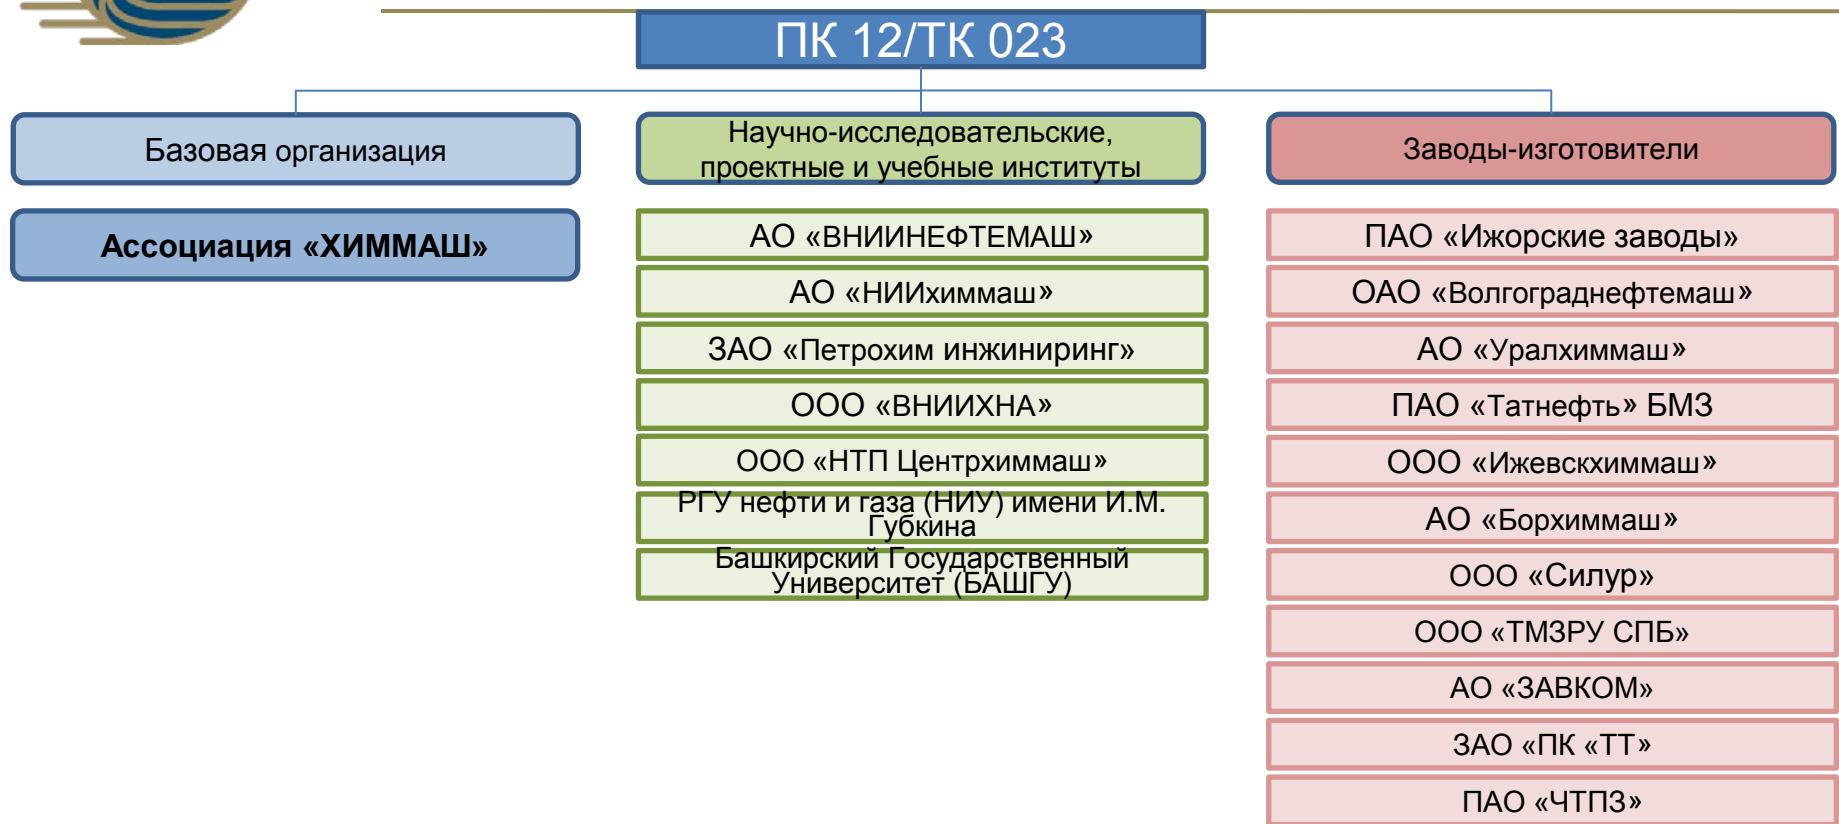 ПК 12/ТК 023
Базовая организация
Ассоциация «ХИММАШ»
Научно-исследовательские,
проектные и учебные институты
АО «ВНИИНЕФТЕМАШ»
АО «НИИхиммаш»
ЗАО «Петрохим инжиниринг»
ООО «ВНИИХНА»
ООО «НТП Центрхиммаш»
РГУ нефти и газа (НИУ) имени И.М.
Губкина
Башкирский Государственный
Университет (БАШГУ)
Заводы-изготовители
ПАО «Ижорские заводы»
ОАО «Волгограднефтемаш»
АО «Уралхиммаш»
ПАО «Татнефть» БМЗ
ООО «Ижевскхиммаш»
АО «Борхиммаш»
ООО «Силур»
ООО «ТМЗРУ СПБ»
АО «ЗАВКОМ»
ЗАО «ПК «ТТ»
ПАО «ЧТПЗ»